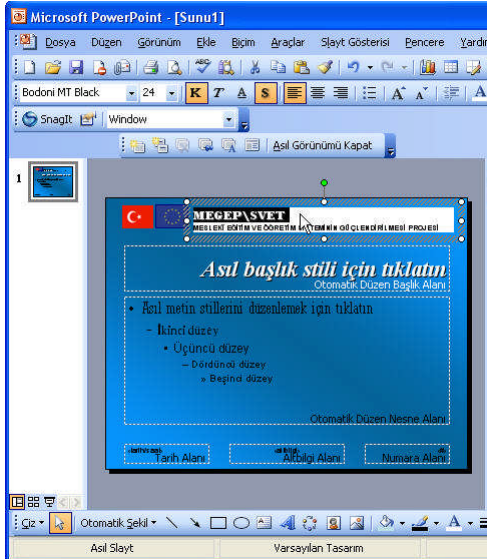 Microsoft PowerPoint - [Sunu1]
Dosya Düzen Görünüm Ekle Biçim Araçlar Slayt Gösterisi Pencere Yardım
Bodoni MT Black 24 K T A S
SnagIt Window
Asıl Görünümü Kapat
1
MEGEP\SVET
MESLEKİ EĞİTİM VE ÖĞRETİM SİSTEMİNİN GÜÇLENDİRİLMESİ PROJESİ
Asıl başlık stili için tıklatın
Otomatik Düzen Başlık Alanı
• Asıl metin stillerini düzenlemek için tıklatın
– İkinci düzey
• Üçüncü düzey
– Dördüncü düzey
» Beşinci düzey
Otomatik Düzen Nesne Alanı
Tarih Alanı Altbilgi Alanı Numara Alanı
Çiz Otomatik Şekil
Asıl Slayt Varsayılan Tasarım